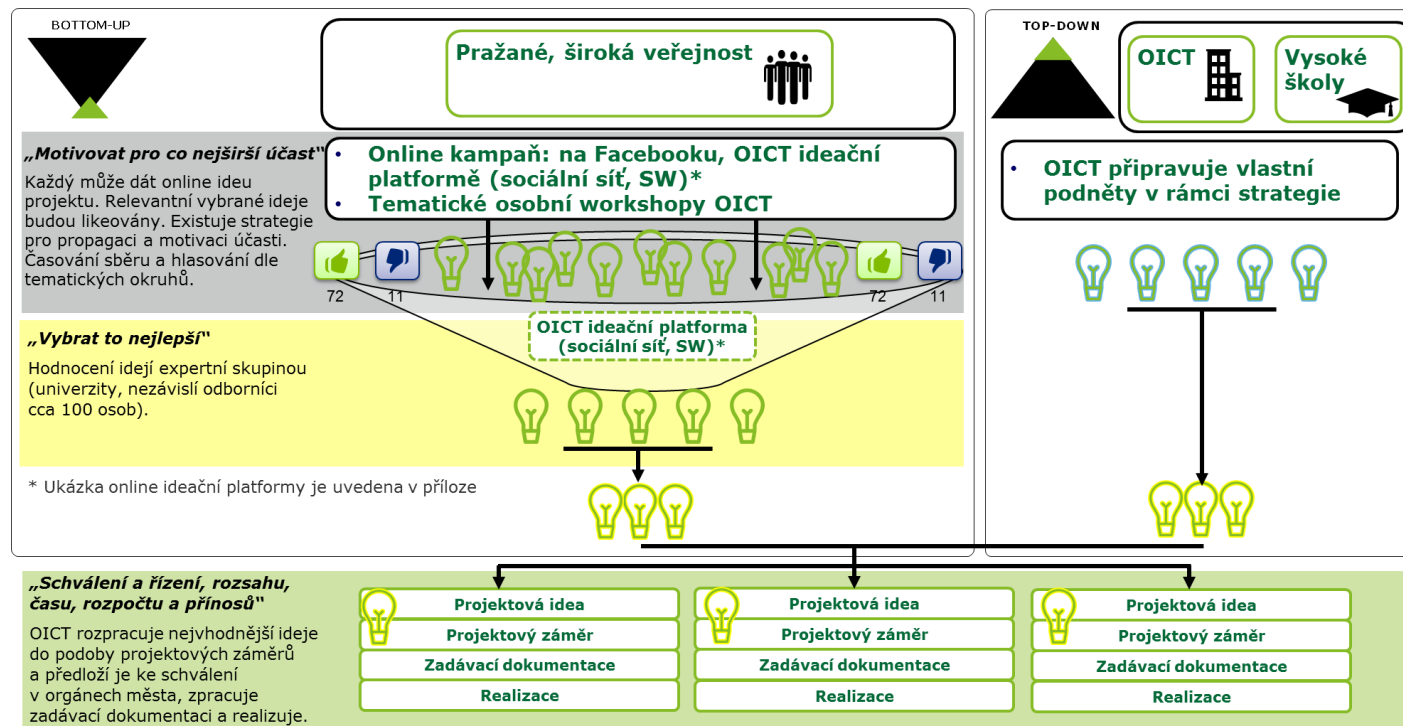 BOTTOM-UP
Pražané, široká veřejnost
„Motivovat pro co nejširší účast“
Každý může dát online ideu
projektu. Relevantní vybrané ideje
budou likeovány. Existuje strategie
pro propagaci a motivaci účasti.
Časování sběru a hlasování dle
tematických okruhů.
• Online kampaň: na Facebooku, OICT ideační
platformě (sociální síť, SW)*
• Tematické osobní workshopy OICT
72
11
72
11
OICT ideační platforma
(sociální síť, SW)*
„Vybrat to nejlepší“
Hodnocení idejí expertní skupinou
(univerzity, nezávislí odborníci
cca 100 osob).
* Ukázka online ideační platformy je uvedena v příloze
TOP-DOWN
OICT
Vysoké
školy
• OICT připravuje vlastní
podněty v rámci strategie
„Schválení a řízení, rozsahu,
času, rozpočtu a přínosů“
OICT rozpracuje nejvhodnější ideje
do podoby projektových záměrů
a předloží je ke schválení
v orgánech města, zpracuje
zadávací dokumentaci a realizuje.
Projektová idea
Projektový záměr
Zadávací dokumentace
Realizace
Projektová idea
Projektový záměr
Zadávací dokumentace
Realizace
Projektová idea
Projektový záměr
Zadávací dokumentace
Realizace